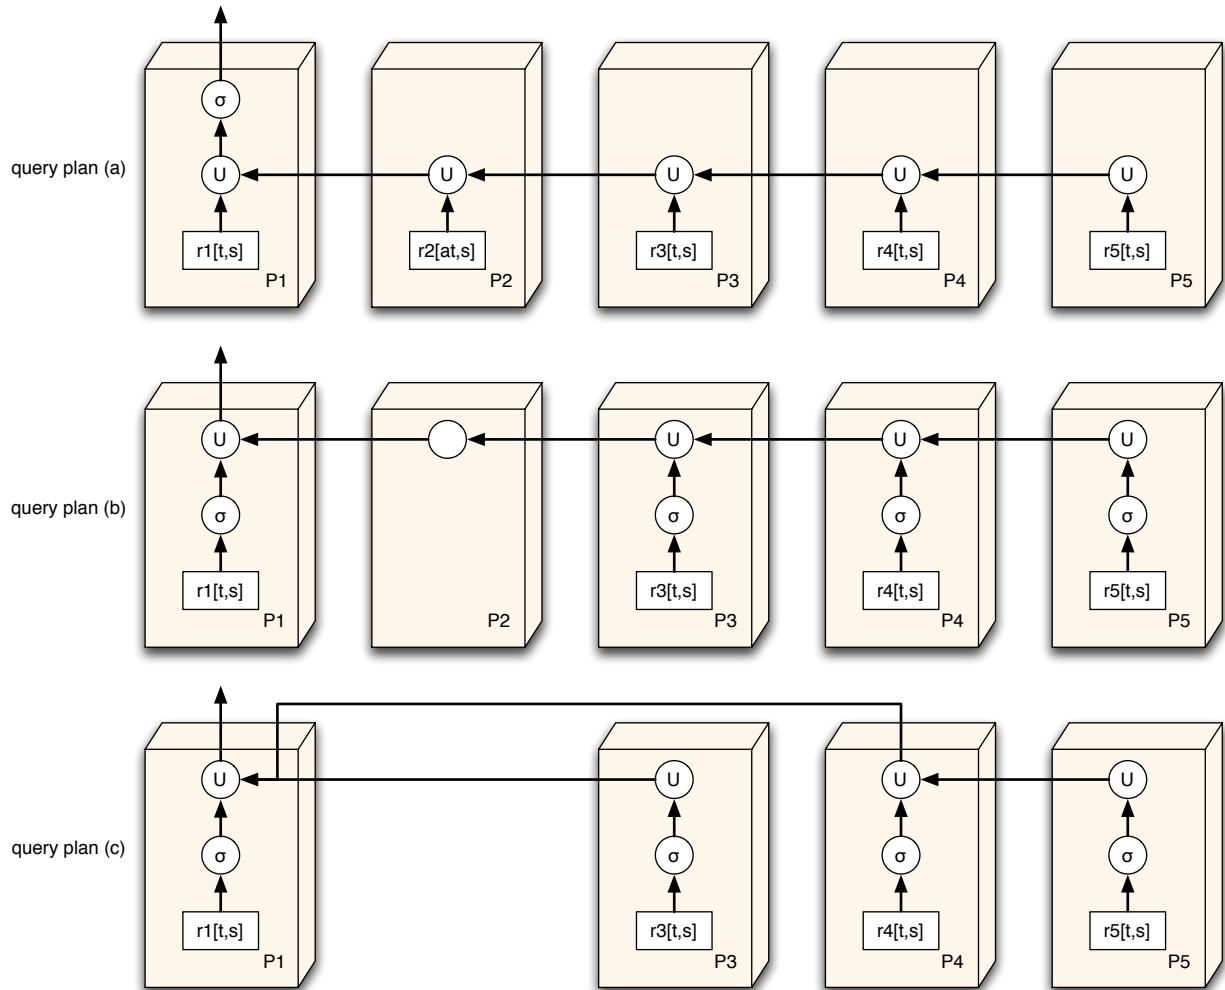 query plan (a)
σ
U U U U U
r1[t,s] r2[at,s] r3[t,s] r4[t,s] r5[t,s]
P1 P2 P3 P4 P5
U U U U
query plan (b)
σ σ σ σ
r1[t,s] r3[t,s] r4[t,s] r5[t,s]
P1 P2 P3 P4 P5
U U U U
query plan (c)
σ σ σ σ
r1[t,s] r3[t,s] r4[t,s] r5[t,s]
P1 P3 P4 P5